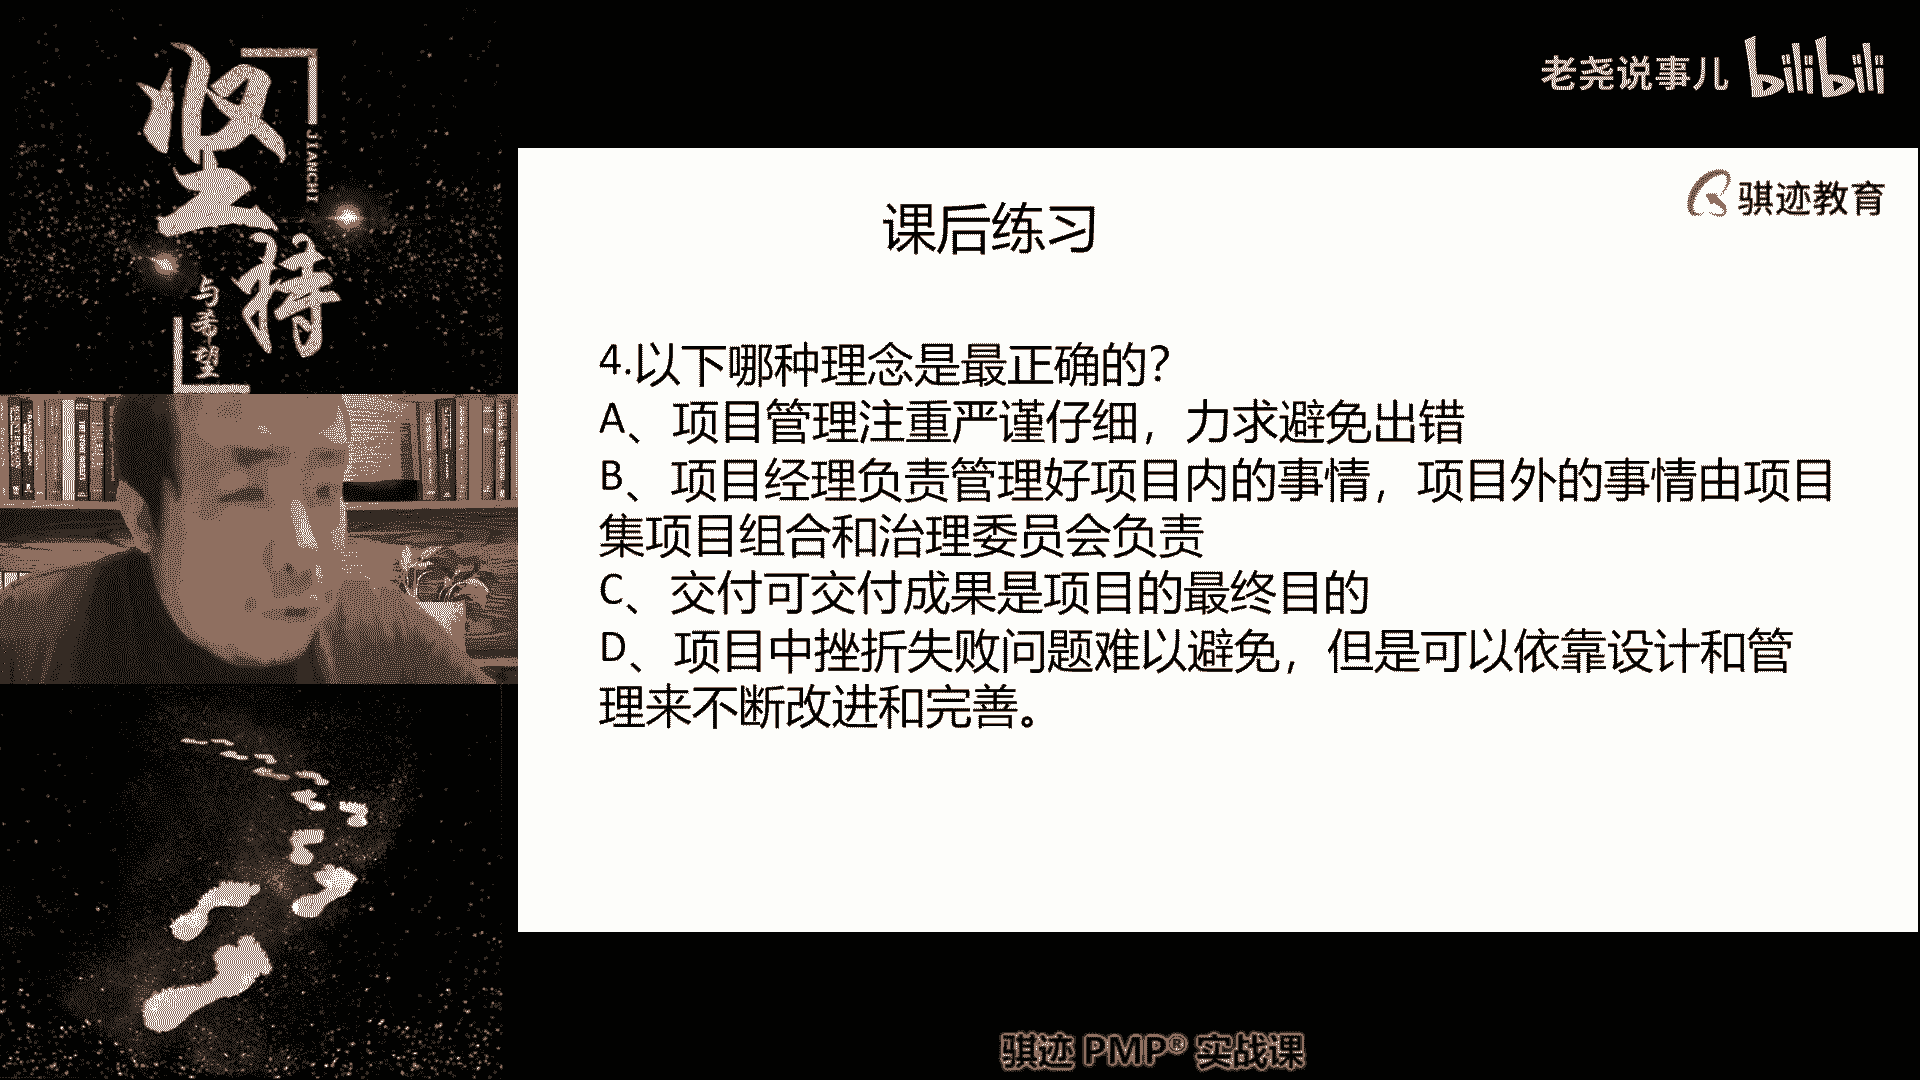 坚持
JIANCHI
与希望
老尧说事儿 bilibili
骐迹教育
课后练习
4.以下哪种理念是最正确的?
A、项目管理注重严谨仔细，力求避免出错
B、项目经理负责管理好项目内的事情，项目外的事情由项目
集项目组合和治理委员会负责
C、交付可交付成果是项目的最终目的
D、项目中挫折失败问题难以避免，但是可以依靠设计和管
理来不断改进和完善。
骐迹 PMP® 实战课